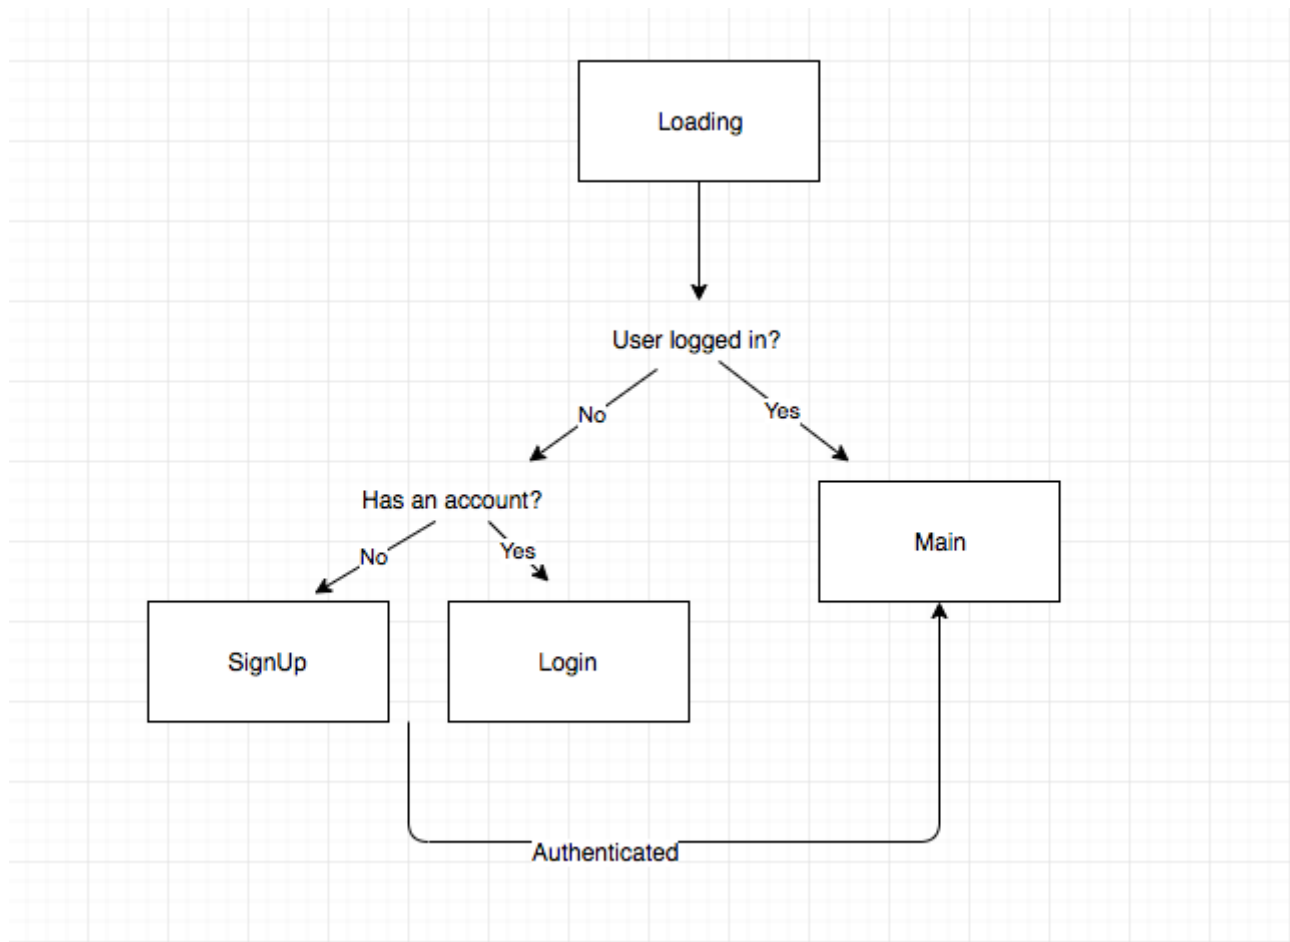 Loading
User logged in?
No
Yes
Has an account?
Main
No
Yes
SignUp
Login
Authenticated